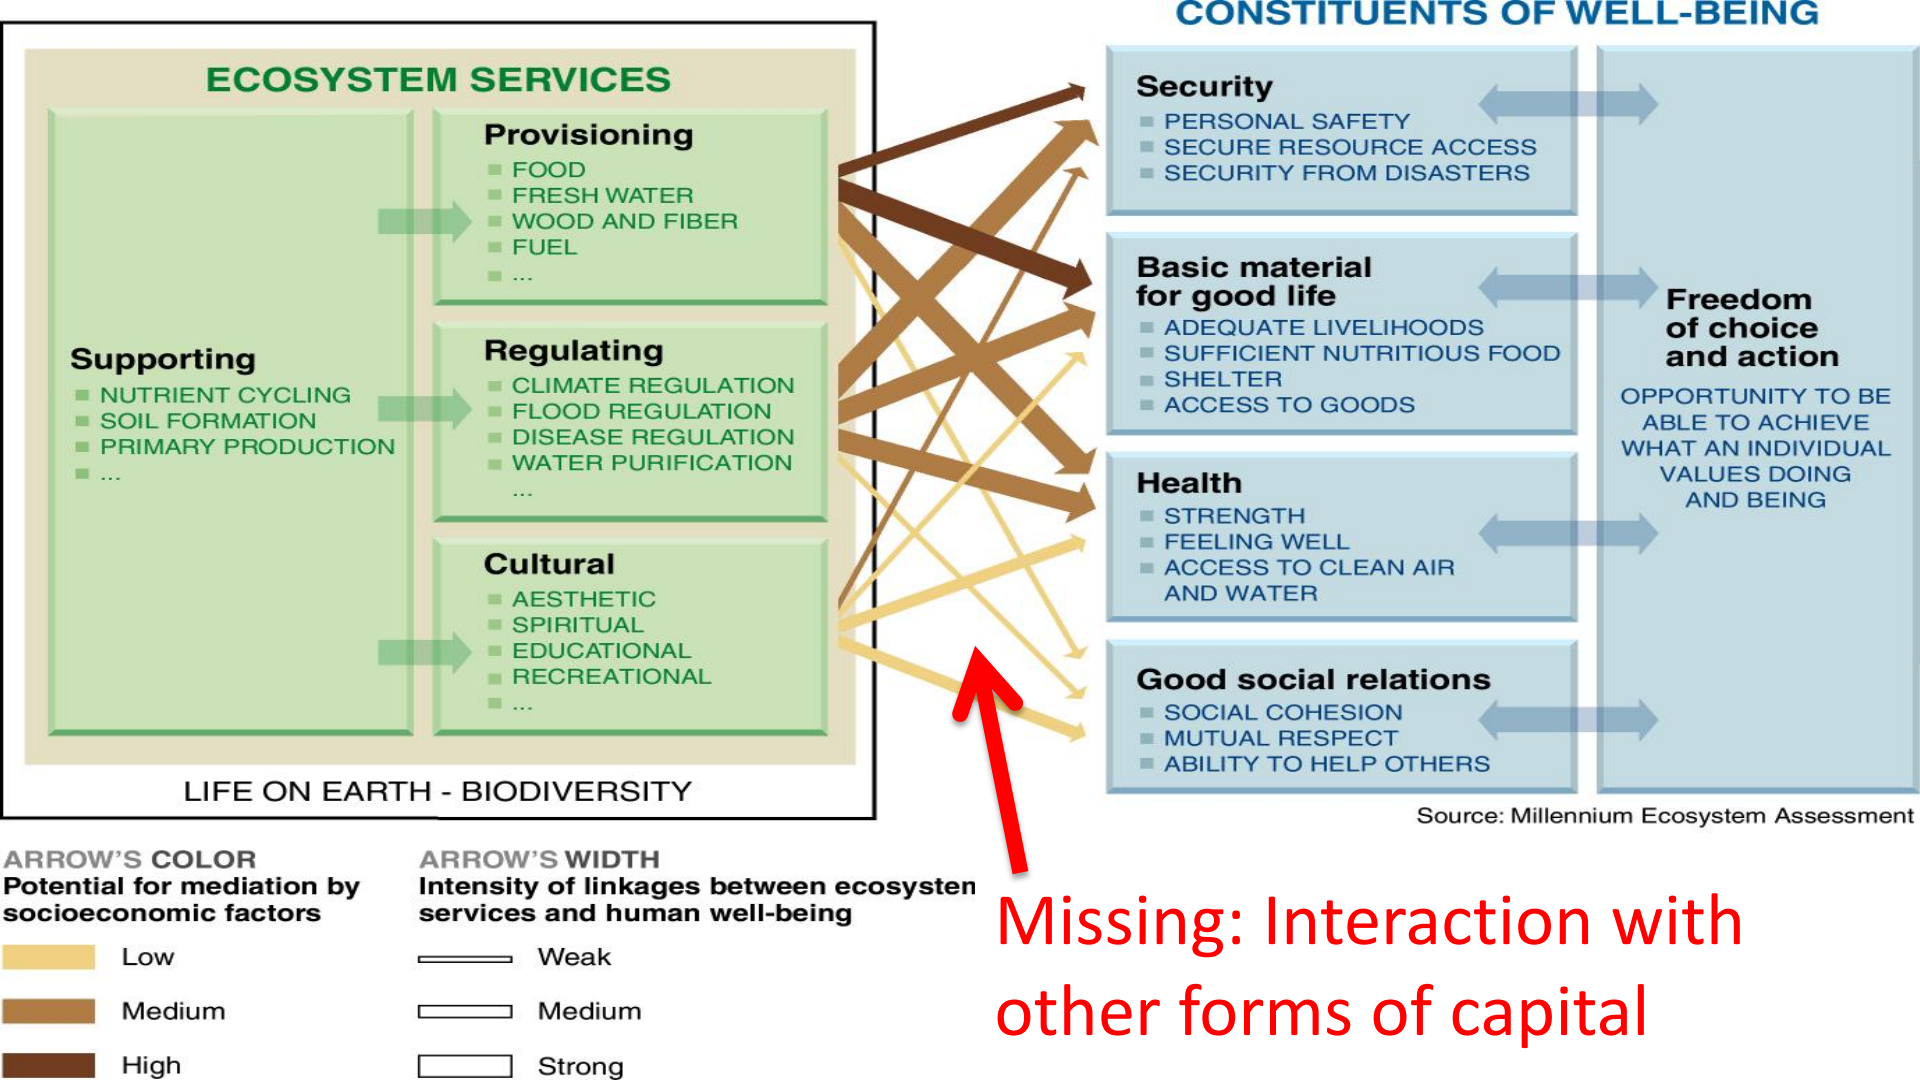 CONSTITUENTS OF WELL-BEING
ECOSYSTEM SERVICES
Supporting
NUTRIENT CYCLING
SOIL FORMATION
PRIMARY PRODUCTION
...
Provisioning
FOOD
FRESH WATER
WOOD AND FIBER
FUEL
...
Regulating
CLIMATE REGULATION
FLOOD REGULATION
DISEASE REGULATION
WATER PURIFICATION
...
Cultural
AESTHETIC
SPIRITUAL
EDUCATIONAL
RECREATIONAL
...
LIFE ON EARTH - BIODIVERSITY
Security
PERSONAL SAFETY
SECURE RESOURCE ACCESS
SECURITY FROM DISASTERS
Basic material
for good life
ADEQUATE LIVELIHOODS
SUFFICIENT NUTRITIOUS FOOD
SHELTER
ACCESS TO GOODS
Health
STRENGTH
FEELING WELL
ACCESS TO CLEAN AIR
AND WATER
Good social relations
SOCIAL COHESION
MUTUAL RESPECT
ABILITY TO HELP OTHERS
Freedom
of choice
and action
OPPORTUNITY TO BE
ABLE TO ACHIEVE
WHAT AN INDIVIDUAL
VALUES DOING
AND BEING
Source: Millennium Ecosystem Assessment
ARROW'S COLOR
Potential for mediation by
socioeconomic factors
Low
Medium
High
ARROW'S WIDTH
Intensity of linkages between ecosysten
services and human well-being
Weak
Medium
Strong
Missing: Interaction with
other forms of capital